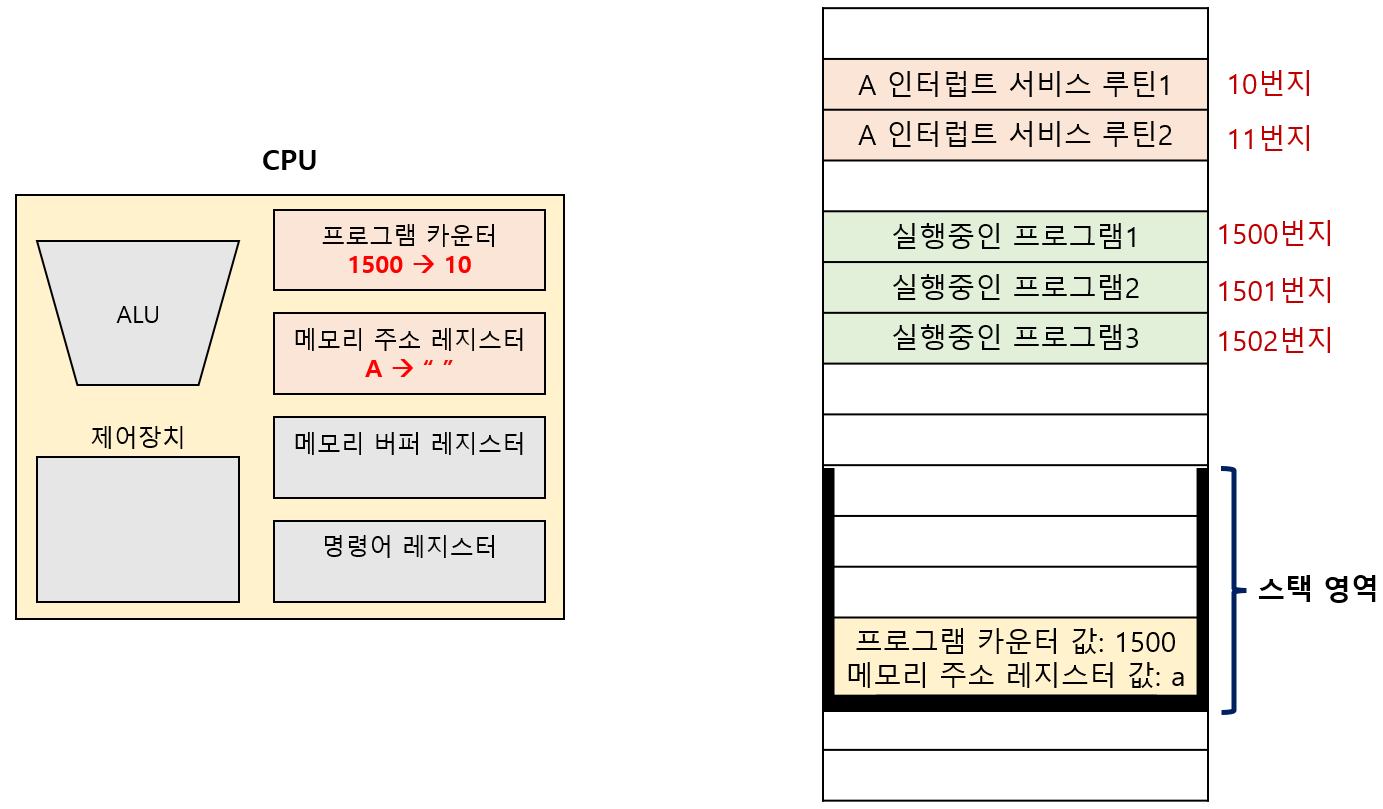 CPU
ALU
제어장치
프로그램 카운터
1500 → 10
메모리 주소 레지스터
A → “ ”
메모리 버퍼 레지스터
명령어 레지스터
A 인터럽트 서비스 루틴1
10번지
A 인터럽트 서비스 루틴2
11번지
실행중인 프로그램1
1500번지
실행중인 프로그램2
1501번지
실행중인 프로그램3
1502번지
프로그램 카운터 값: 1500
메모리 주소 레지스터 값: a
스택 영역